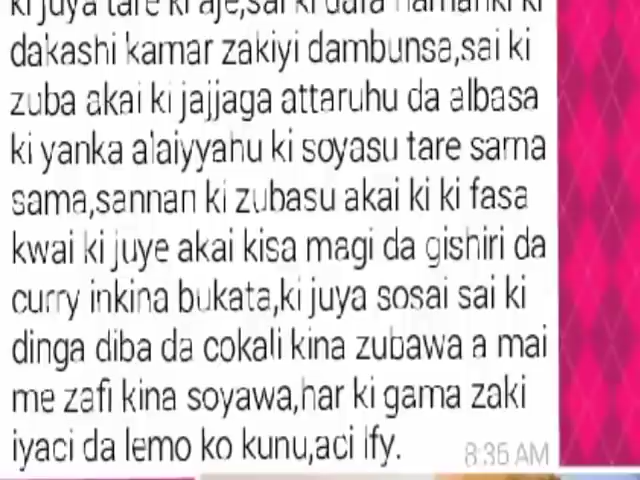 ki juya tare ki aje,sai ki dafa namanki ki
dakashi kamar zakiyi dambunsa,sai ki
zuba akai ki jajjaga attaruhu da albasa
ki yanka alaiyyahu ki soyasu tare sama
sama,sannan ki zubasu akai ki ki fasa
kwai ki juye akai kisa magi da gishiri da
curry inkina bukata,ki juya sosai sai ki
dinga diba da cokali kina zubawa a mai
me zafi kina soyawa,har ki gama zaki
iyaci da lemo ko kunu,aci lfy.
8:35 AM